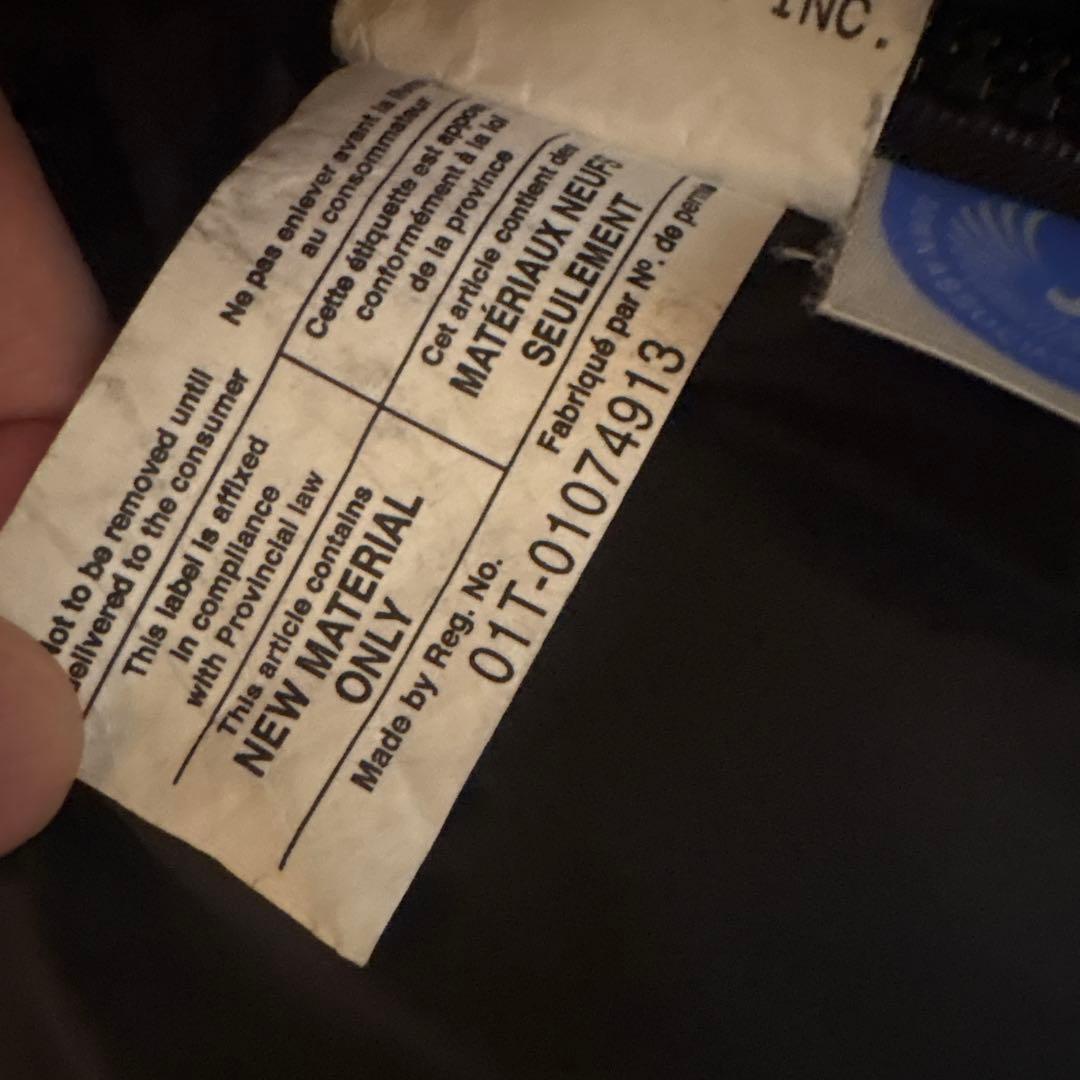 INC.
to be removed until
delivered to the consumer
This label is affixed
in compliance
with Provincial law
This article contains
NEW MATERIAL
ONLY
Made by Reg. No.
01T-01074913
Ne pas enlever avant la
au consommateur
Cette étiquette est
conformément à la loi
de la province
Cet article contient des
MATÉRIAUX NEUFS
SEULEMENT
Fabriqué par Nº. de